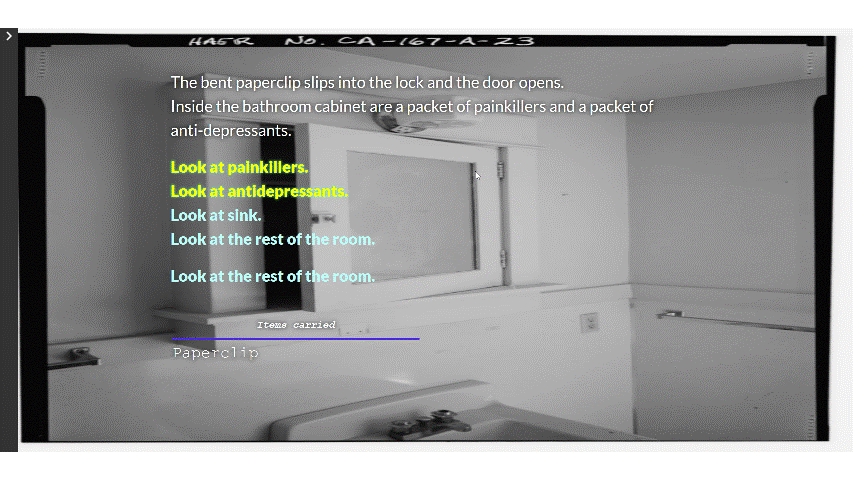 HAER No. CA-167-A-23
The bent paperclip slips into the lock and the door opens.
Inside the bathroom cabinet are a packet of painkillers and a packet of
anti-depressants.
Look at painkillers.
Look at antidepressants.
Look at sink.
Look at the rest of the room.
Look at the rest of the room.
Items carried
Paperclip